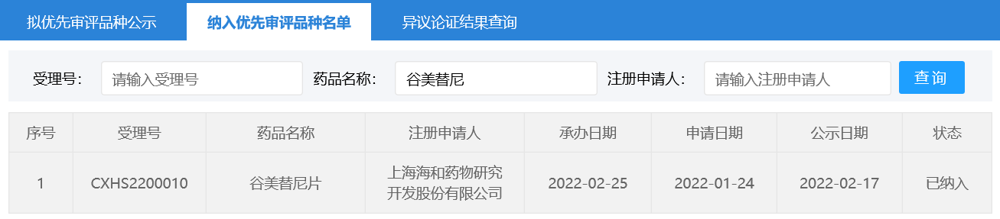 拟优先审评品种公示 纳入优先审评品种名单 异议论证结果查询
受理号： 请输入受理号 药品名称： 谷美替尼 注册申请人： 请输入注册申请人 查询
序号 受理号 药品名称 注册申请人 承办日期 申请日期 公示日期 状态
1 CXHS2200010 谷美替尼片 上海海和药物研究 2022-02-25 2022-01-24 2022-02-17 已纳入
开发股份有限公司